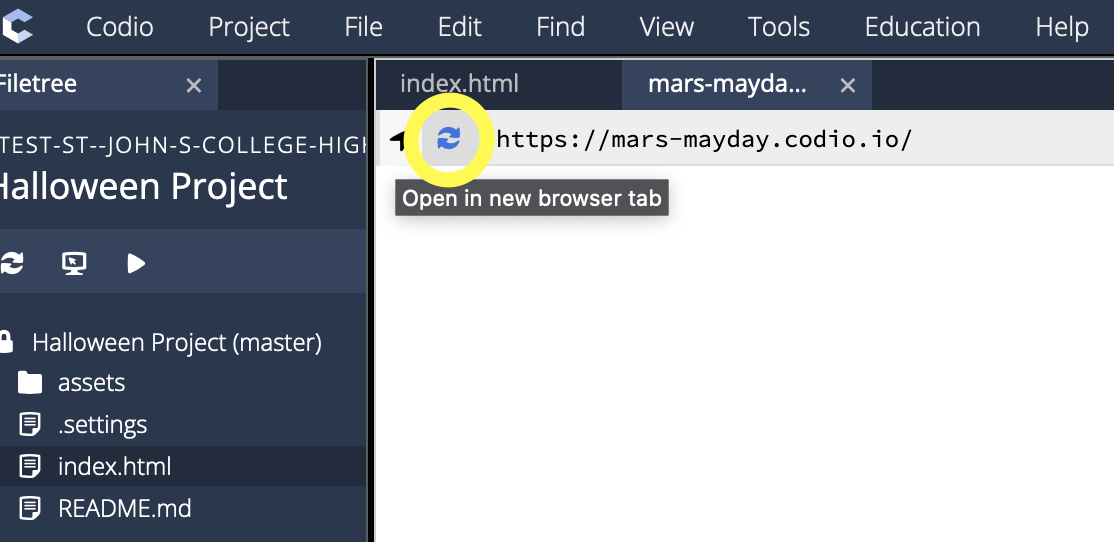 Codio Project File Edit Find View Tools Education Help
Filetree
index.html mars-mayda...
https://mars-mayday.codio.io/
TEST-ST--JOHN-S-COLLEGE-HIGH
Halloween Project
Open in new browser tab
Halloween Project (master)
assets
.settings
index.html
README.md